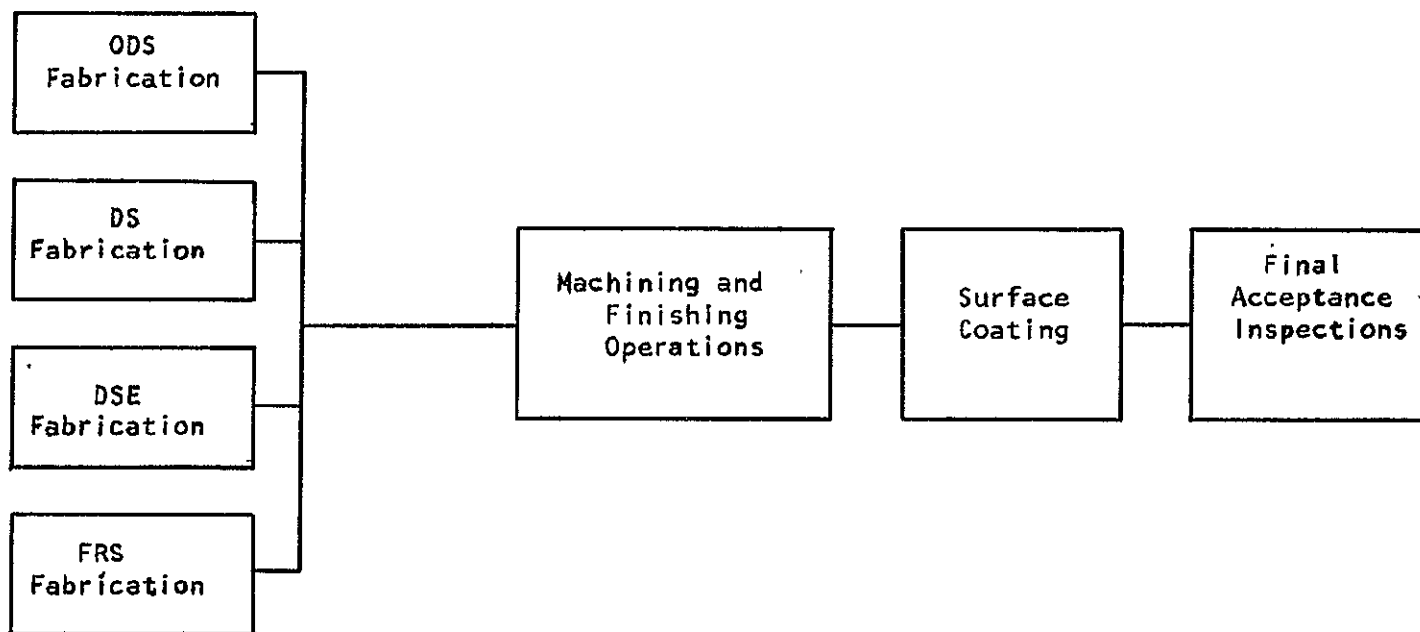 ODS
Fabrication
DS
Fabrication
DSE
Fabrication
FRS
Fabrication
Machining and
Finishing
Operations
Surface
Coating
Final
Acceptance
Inspections